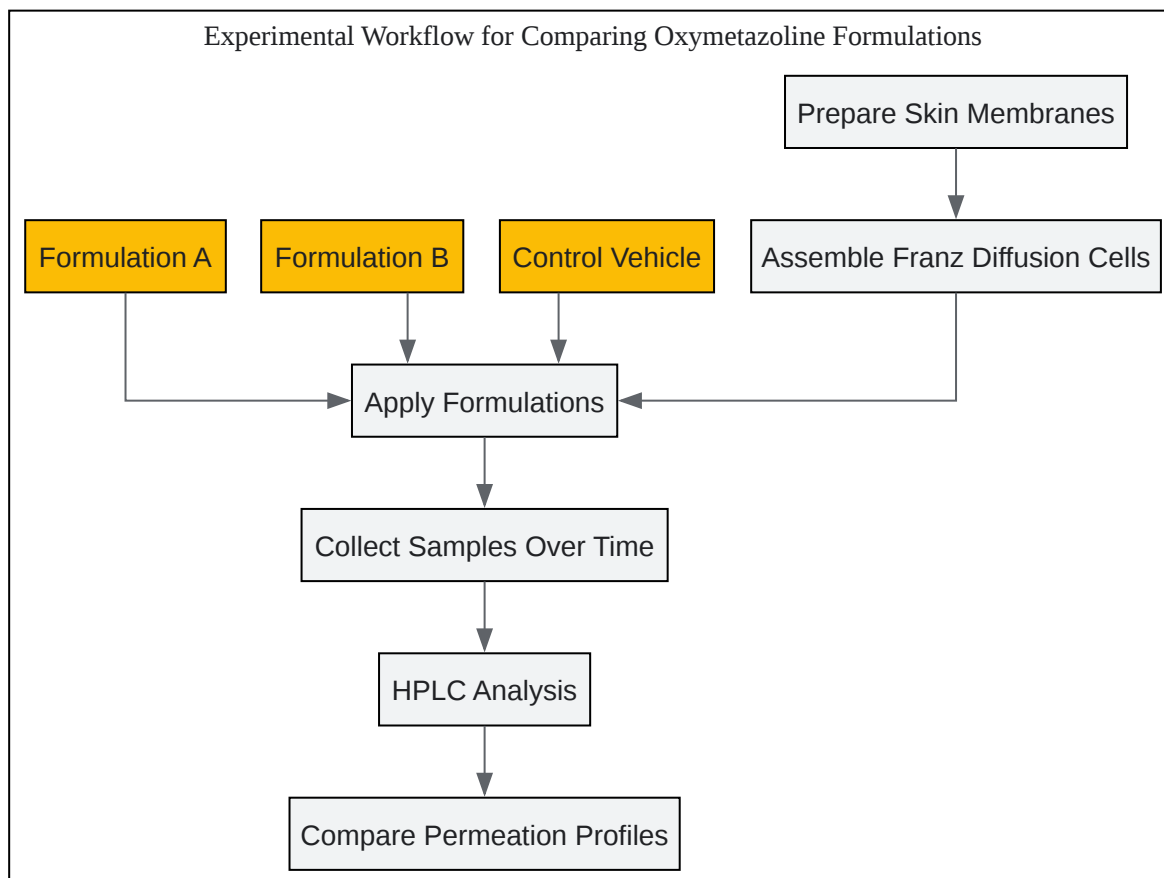 Experimental Workflow for Comparing Oxymetazoline Formulations
Prepare Skin Membranes
Formulation A
Formulation B
Control Vehicle
Assemble Franz Diffusion Cells
Apply Formulations
Collect Samples Over Time
HPLC Analysis
Compare Permeation Profiles